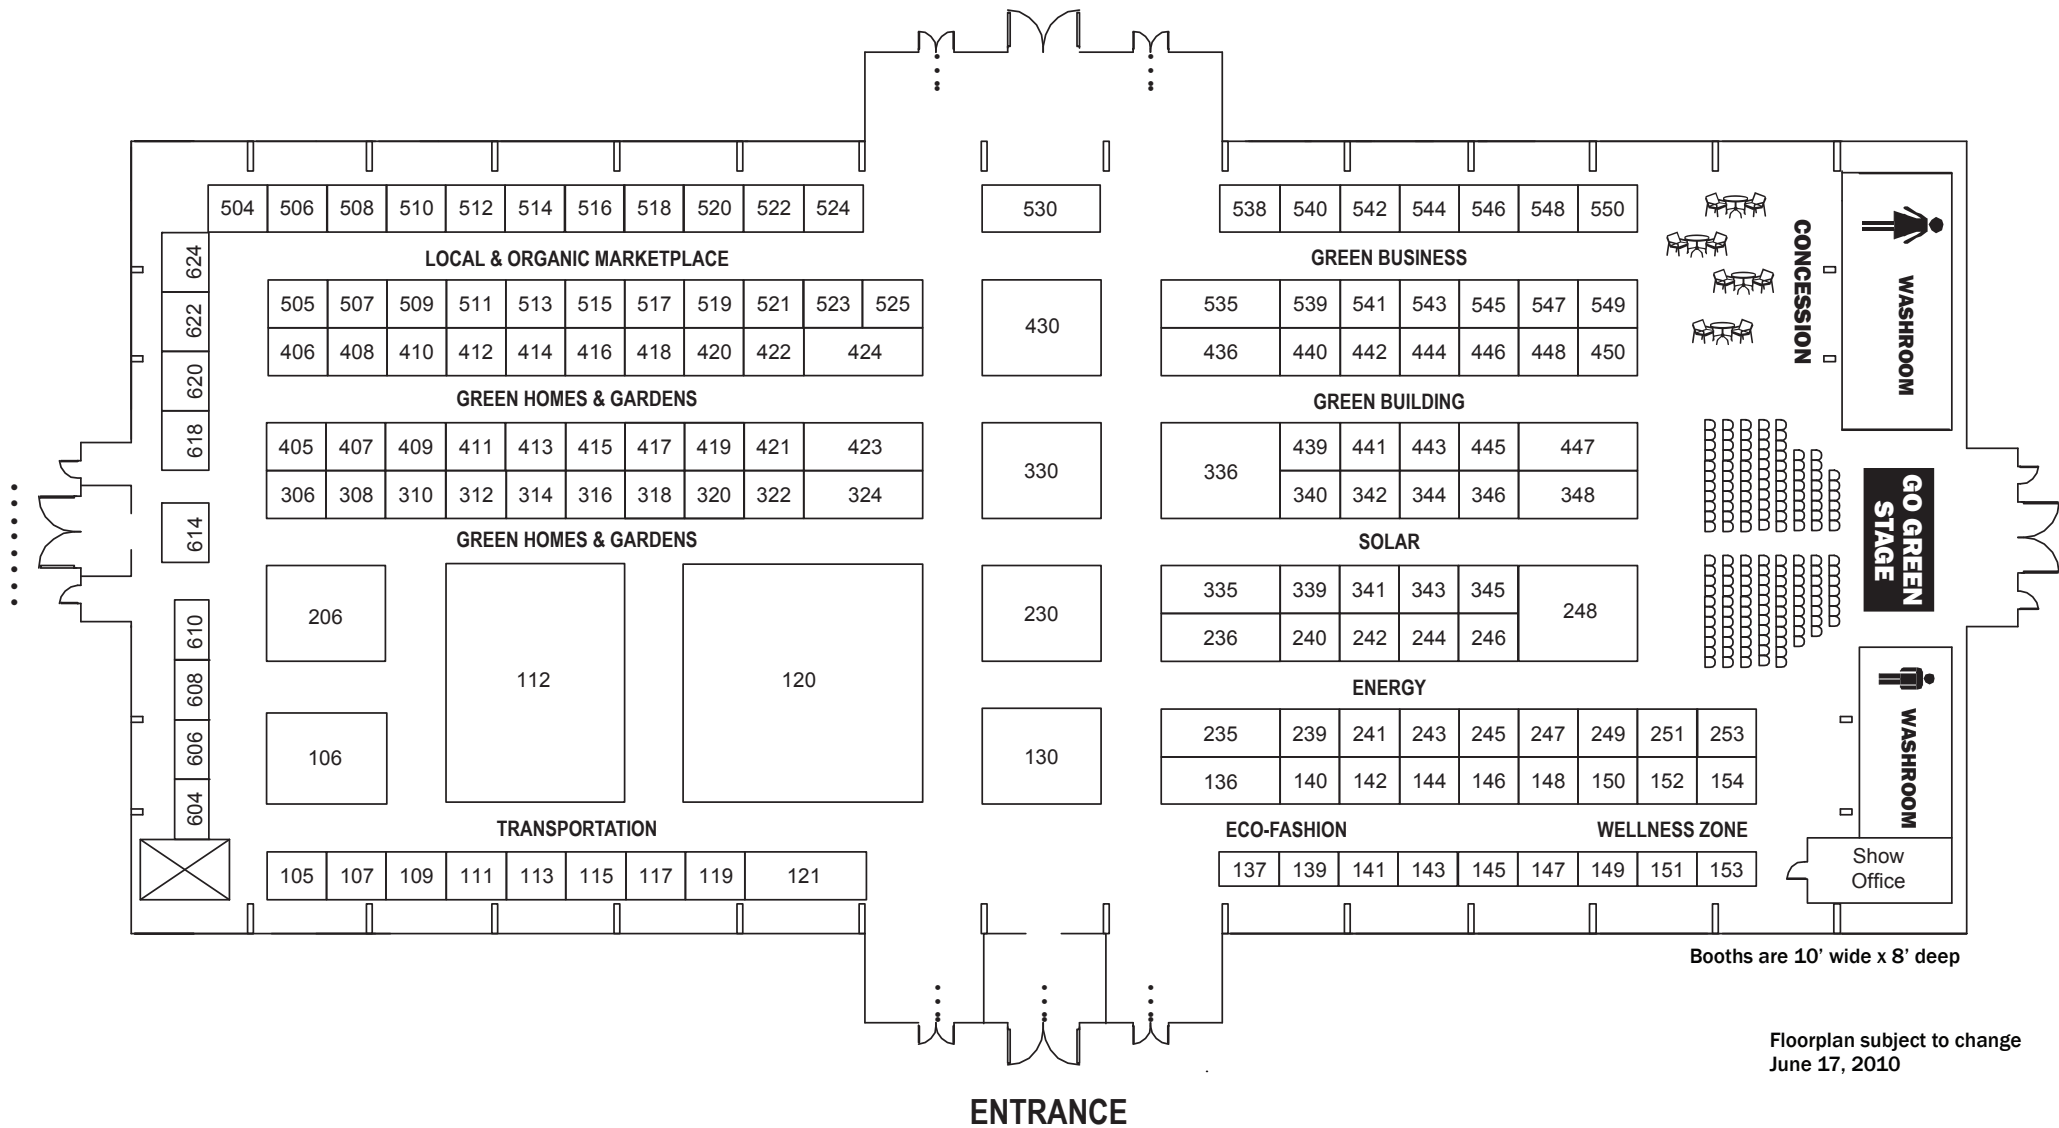 504 506 508 510 512 514 516 518 520 522 524 530 538 540 542 544 546 548 550
LOCAL & ORGANIC MARKETPLACE
GREEN BUSINESS
505 507 509 511 513 515 517 519 521 523 525
406 408 410 412 414 416 418 420 422 424
430
535 539 541 543 545 547 549
436 440 442 444 446 448 450
CONCESSION
WASHROOM
624
622
620
618
614
610
608
606
604
GREEN HOMES & GARDENS
GREEN BUILDING
405 407 409 411 413 415 417 419 421 423
306 308 310 312 314 316 318 320 322 324
330
336
439 441 443 445 447
340 342 344 346 348
GO GREEN
STAGE
GREEN HOMES & GARDENS
SOLAR
206
112
120
230
335 339 341 343 345
248
236 240 242 244 246
ENERGY
106
130
235 239 241 243 245 247 249 251 253
136 140 142 144 146 148 150 152 154
WASHROOM
TRANSPORTATION
ECO-FASHION
WELLNESS ZONE
105 107 109 111 113 115 117 119 121
137 139 141 143 145 147 149 151 153
Show
Office
Booths are 10’ wide x 8’ deep
Floorplan subject to change
June 17, 2010
ENTRANCE